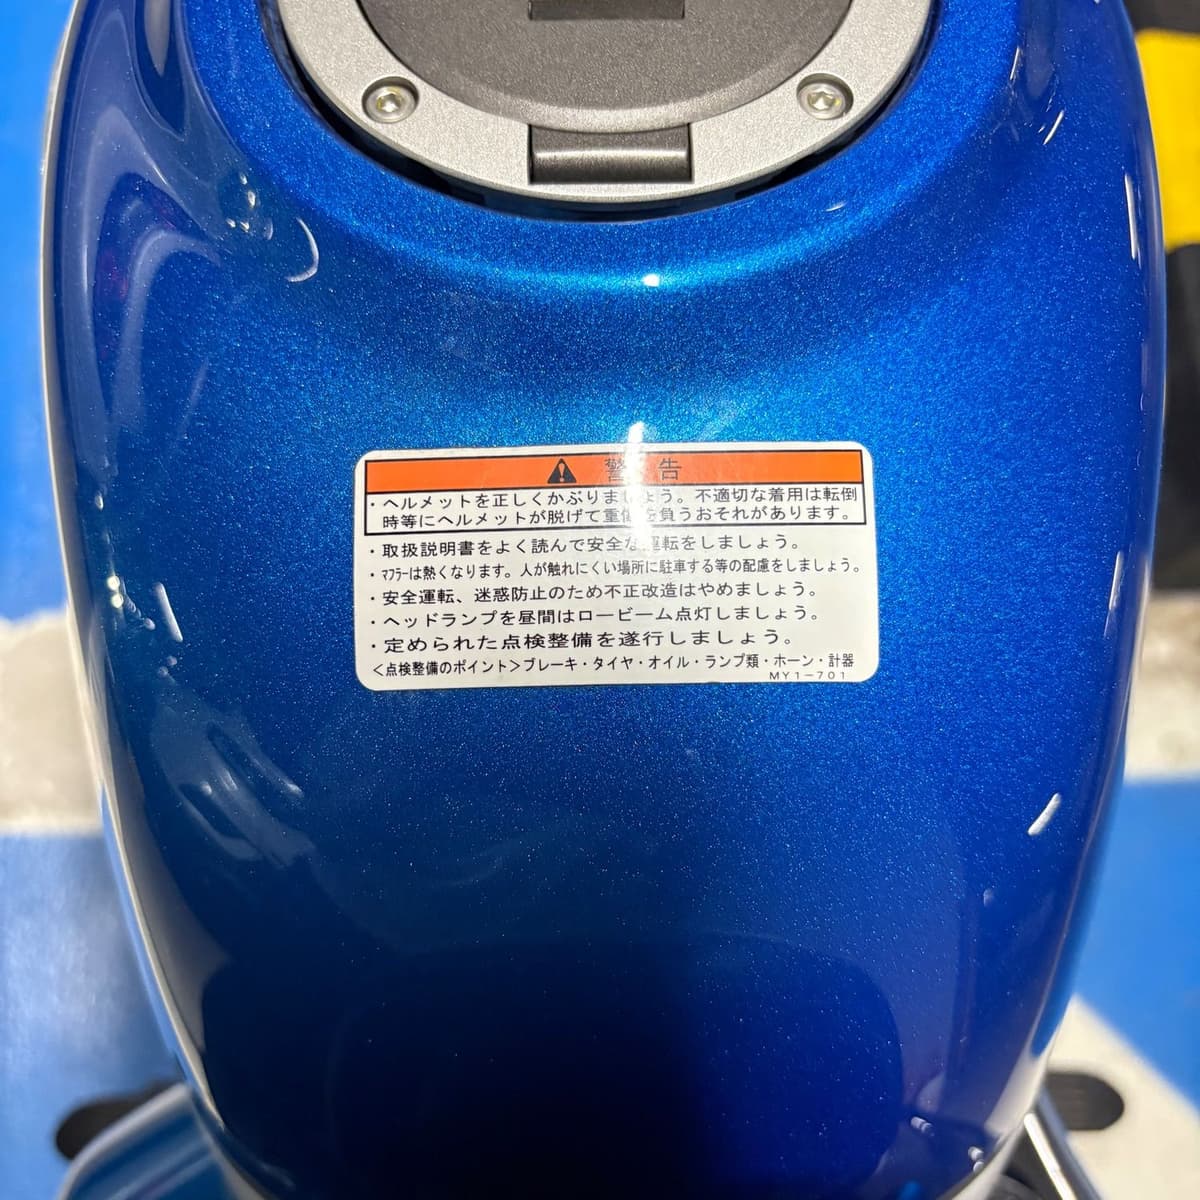 警告
・ヘルメットを正しくかぶりましょう。不適切な着用は転倒
時等にヘルメットが脱げて重傷を負うおそれがあります。
・取扱説明書をよく読んで安全な運転をしましょう。
・マフラーは熱くなります。人が触れにくい場所に駐車する等の配慮をしましょう。
・安全運転、迷惑防止のため不正改造はやめましょう。
・ヘッドランプを昼間はロービーム点灯しましょう。
・定められた点検整備を遂行しましょう。
<点検整備のポイント>ブレーキ・タイヤ・オイル・ランプ類・ホーン・計器
MY1-701